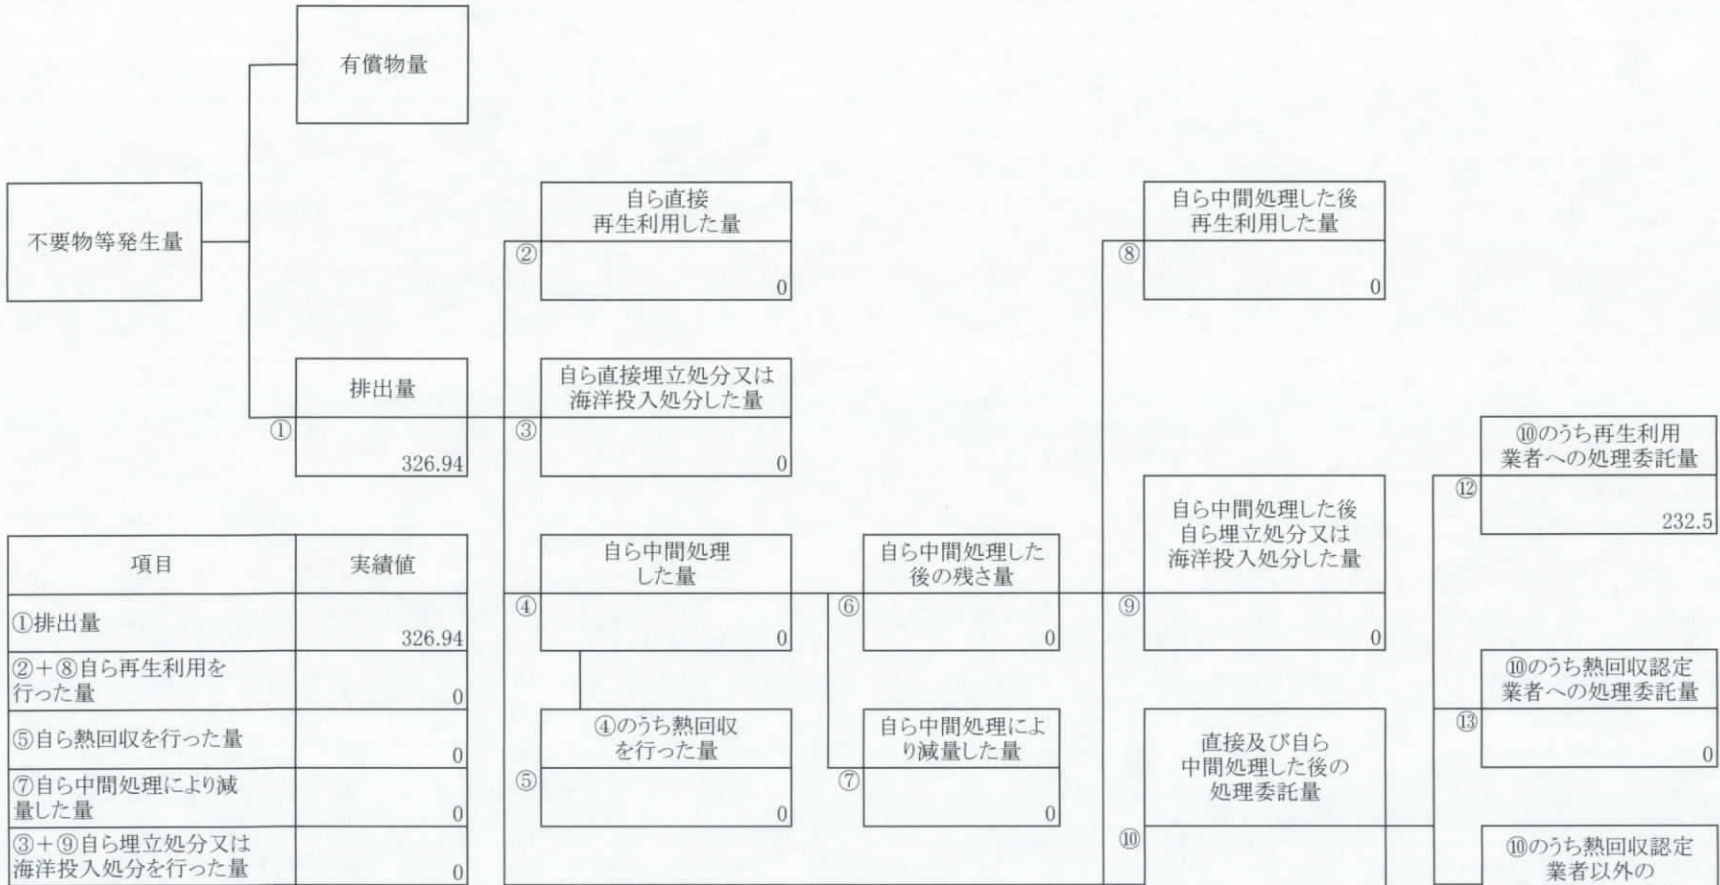 有償物量
不要物等発生量
自ら直接
再生利用した量
②
0
自ら中間処理した後
再生利用した量
⑧
0
排出量
①
326.94
自ら直接埋立処分又は
海洋投入処分した量
③
0
⑩のうち再生利用
業者への処理委託量
⑫
232.5
自ら中間処理
した量
④
0
自ら中間処理した
後の残さ量
⑥
0
自ら中間処理した後
自ら埋立処分又は
海洋投入処分した量
⑨
0
④のうち熱回収
を行った量
⑤
0
自ら中間処理によ
り減量した量
⑦
0
直接及び自ら
中間処理した後の
処理委託量
⑩
⑩のうち熱回収認定
業者への処理委託量
⑬
0
⑩のうち熱回収認定
業者以外の
項目 実績値
①排出量 326.94
②+⑧自ら再生利用を
行った量 0
⑤自ら熱回収を行った量 0
⑦自ら中間処理により減
量した量 0
③+⑨自ら埋立処分又は
海洋投入処分を行った量 0